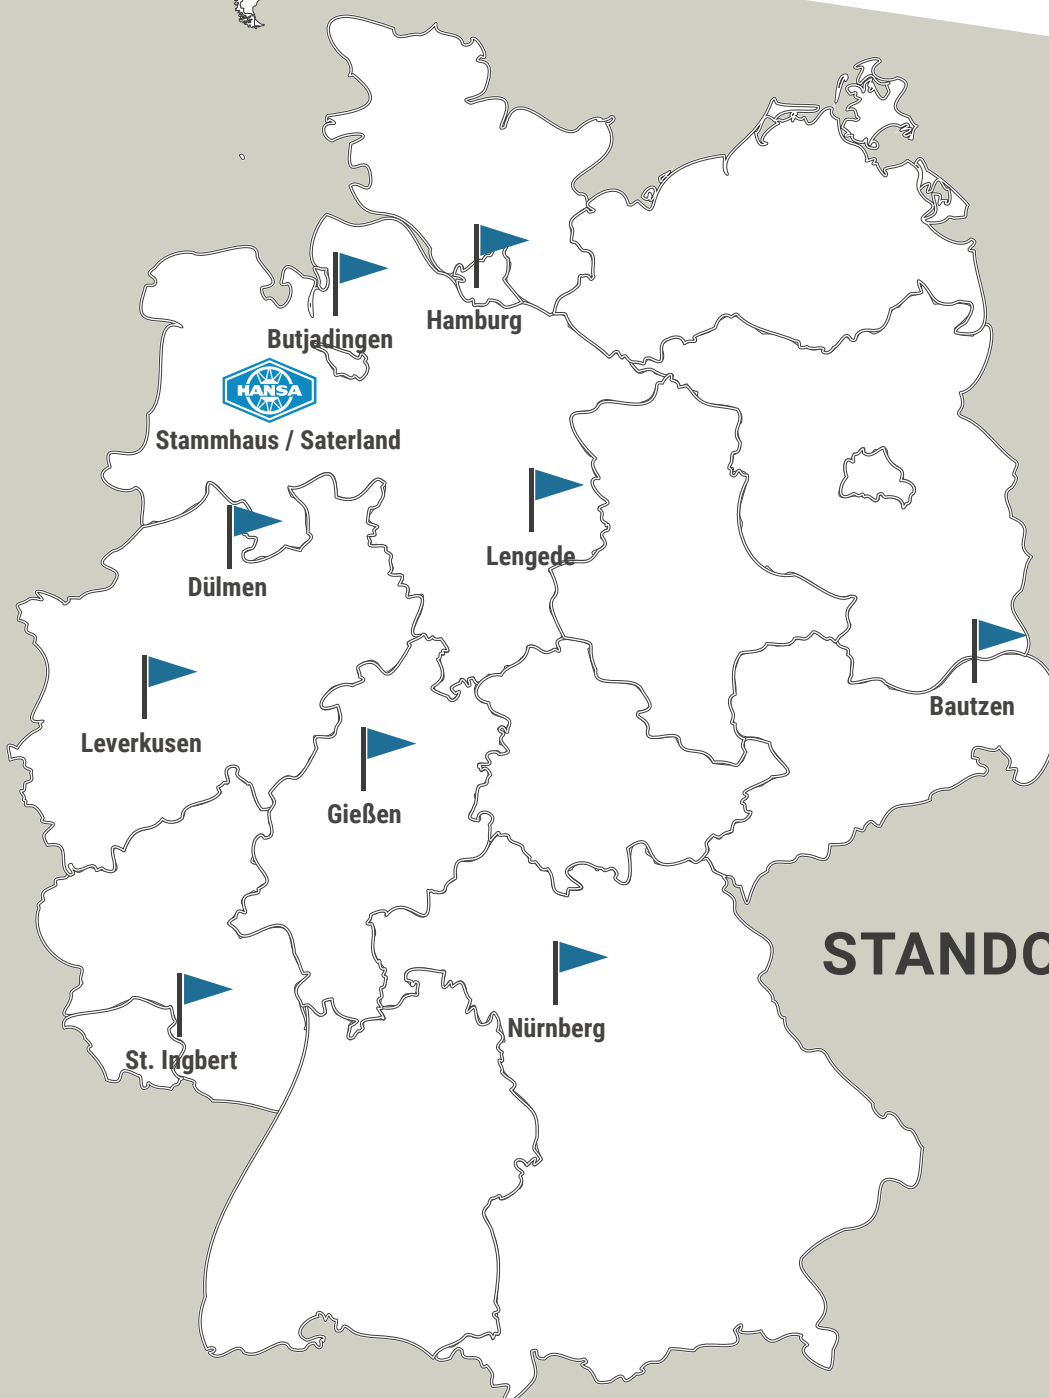 Hamburg
Butjadingen
HANSA
Stammhaus / Saterland
Lengede
Dülmen
Bautzen
Leverkusen
Gießen
STANDO
Nürnberg
St. Ingbert